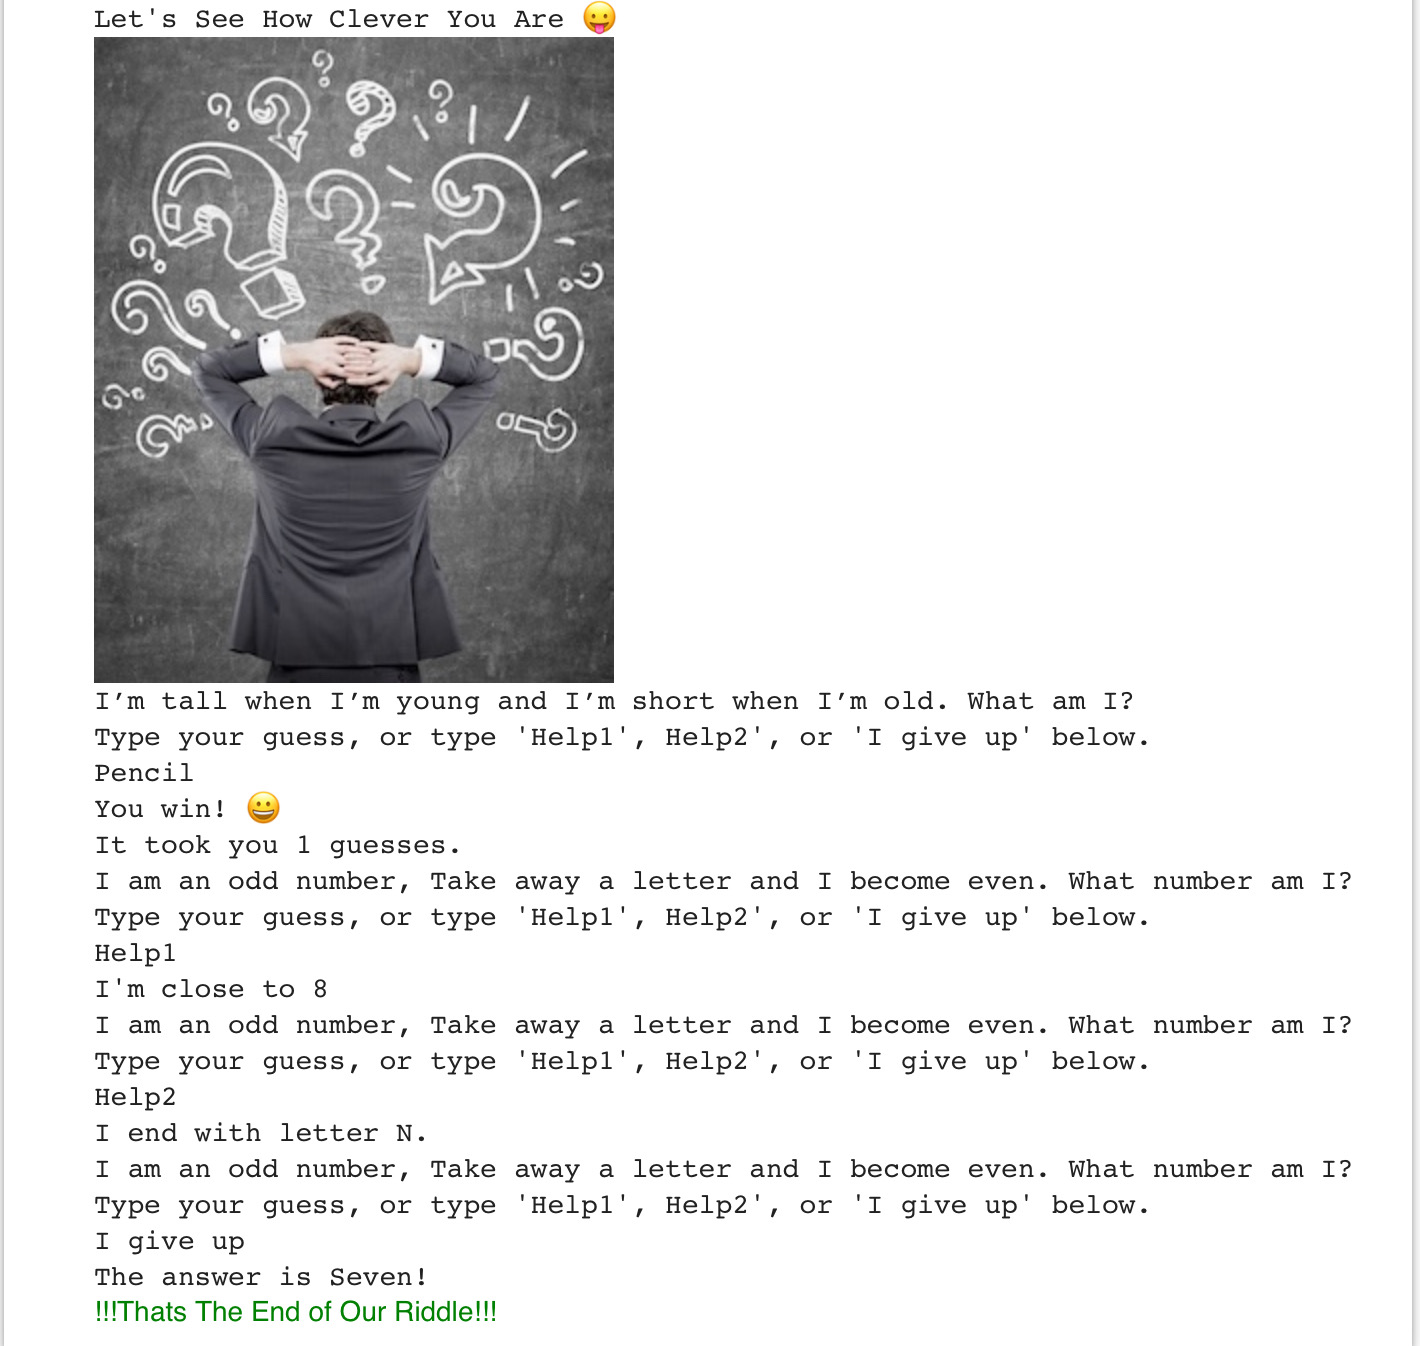 Let's See How Clever You Are 😛
I’m tall when I’m young and I’m short when I’m old. What am I?
Type your guess, or type 'Help1', Help2', or 'I give up' below.
Pencil
You win! 😀
It took you 1 guesses.
I am an odd number, Take away a letter and I become even. What number am I?
Type your guess, or type 'Help1', Help2', or 'I give up' below.
Help1
I'm close to 8
I am an odd number, Take away a letter and I become even. What number am I?
Type your guess, or type 'Help1', Help2', or 'I give up' below.
Help2
I end with letter N.
I am an odd number, Take away a letter and I become even. What number am I?
Type your guess, or type 'Help1', Help2', or 'I give up' below.
I give up
The answer is Seven!
!!!Thats The End of Our Riddle!!!